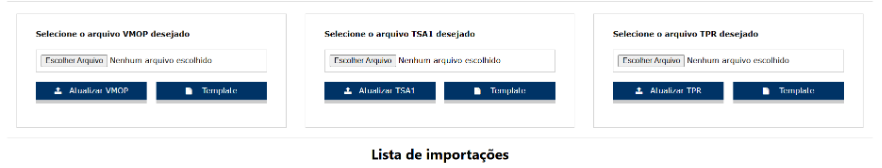 Selecione o arquivo VMOP desejado
Escolher Arquivo Nenhum arquivo escolhido
Atualizar VMOP Template
Selecione o arquivo TSA1 desejado
Escolher Arquivo Nenhum arquivo escolhido
Atualizar TSA1 Template
Selecione o arquivo TPR desejado
Escolher Arquivo Nenhum arquivo escolhido
Atualizar TPR Template
Lista de importações